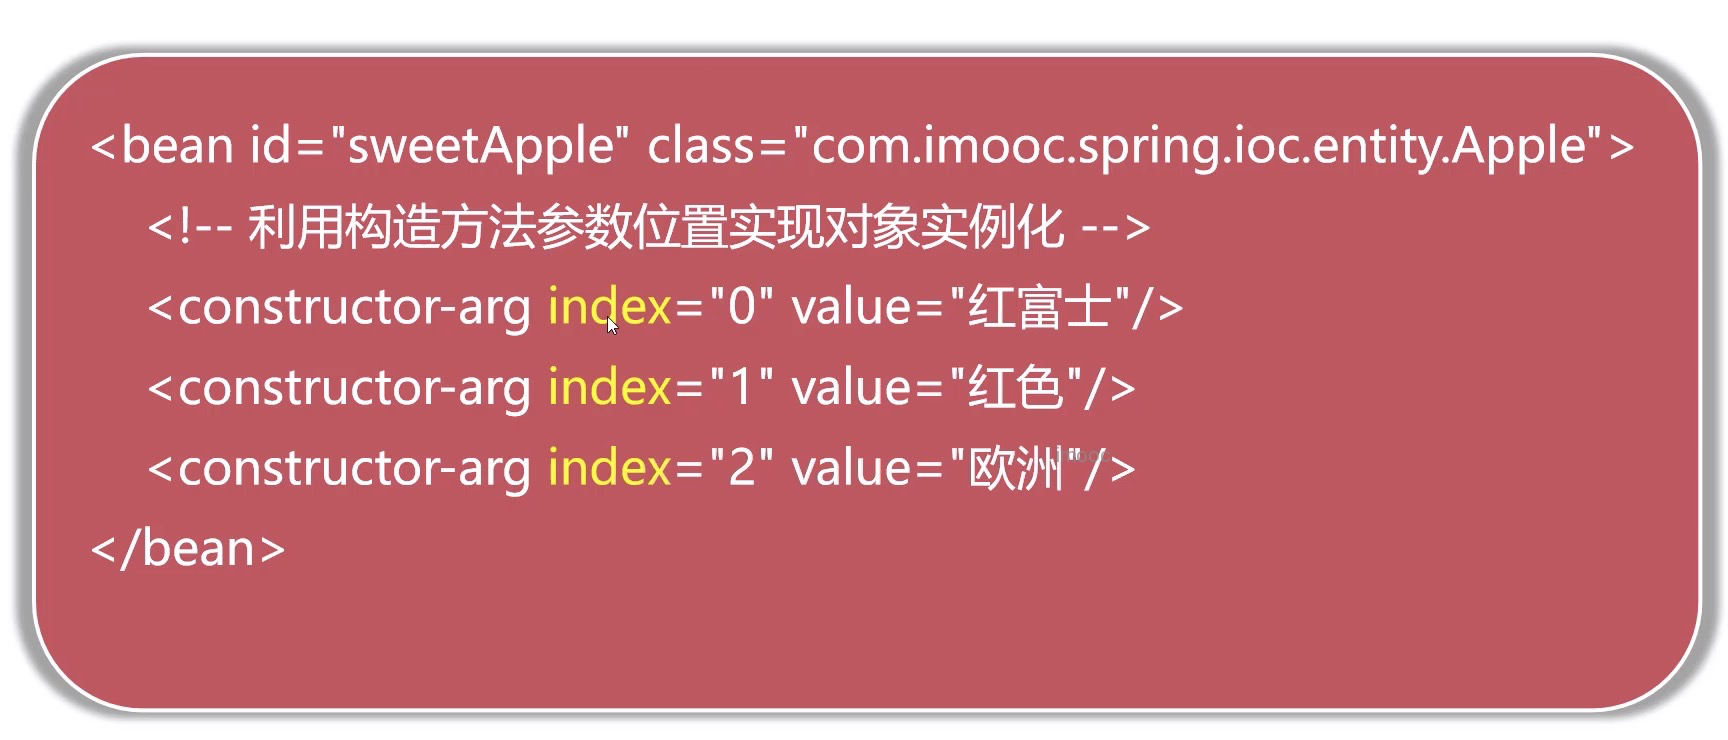 <bean id="sweetApple" class="com.imooc.spring.ioc.entity.Apple">
<!-- 利用构造方法参数位置实现对象实例化 -->
<constructor-arg index="0" value="红富士"/>
<constructor-arg index="1" value="红色"/>
<constructor-arg index="2" value="欧洲"/>
imooc
</bean>